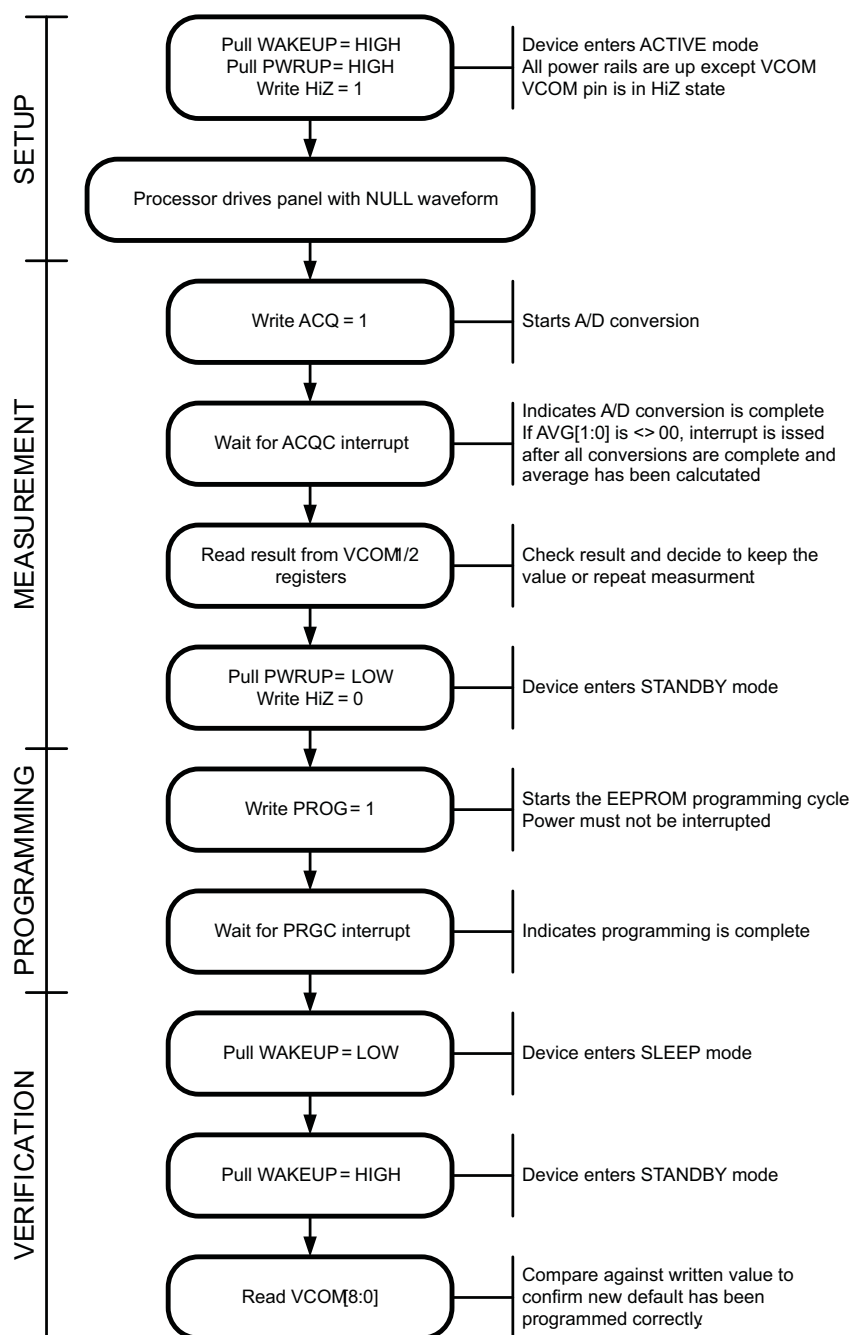 SETUP
Pull WAKEUP = HIGH
Pull PWRUP = HIGH
Write HiZ = 1
Device enters ACTIVE mode
All power rails are up except VCOM
VCOM pin is in HiZ state
Processor drives panel with NULL waveform
MEASUREMENT
Write ACQ = 1
Starts A/D conversion
Wait for ACQC interrupt
Indicates A/D conversion is complete
If AVG[1:0] is <> 00, interrupt is issed
after all conversions are complete and
average has been calcutated
Read result from VCOM1/2
registers
Check result and decide to keep the
value or repeat measurment.
Pull PWRUP = LOW
Write HiZ = 0
Device enters STANDBY mode
PROGRAMMING
Write PROG = 1
Starts the EEPROM programming cycle
Power must not be interrupted
Wait for PRGC interrupt
Indicates programming is complete
VERIFICATION
Pull WAKEUP = LOW
Device enters SLEEP mode
Pull WAKEUP = HIGH
Device enters STANDBY mode
Read VCOM[8:0]
Compare against written value to
confirm new default has been
programmed correctly.